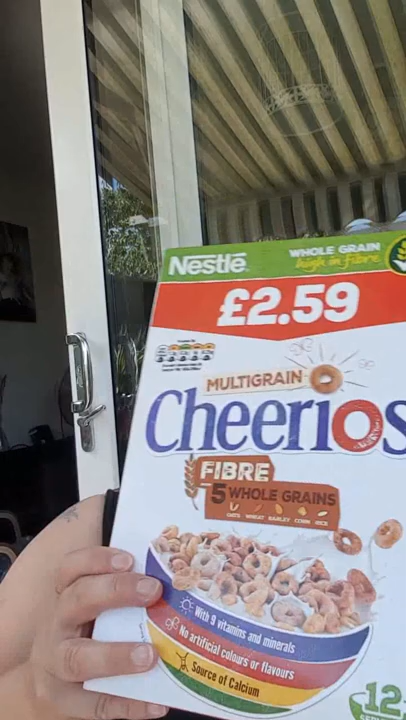 Nestlé
WHOLE GRAIN
high in fibre
£2.59
MULTIGRAIN
Cheerios
FIBRE
5 WHOLE GRAINS
OATS WHEAT BARLEY CORN RICE
With 9 vitamins and minerals
No artificial colours or flavours
Source of Calcium
12